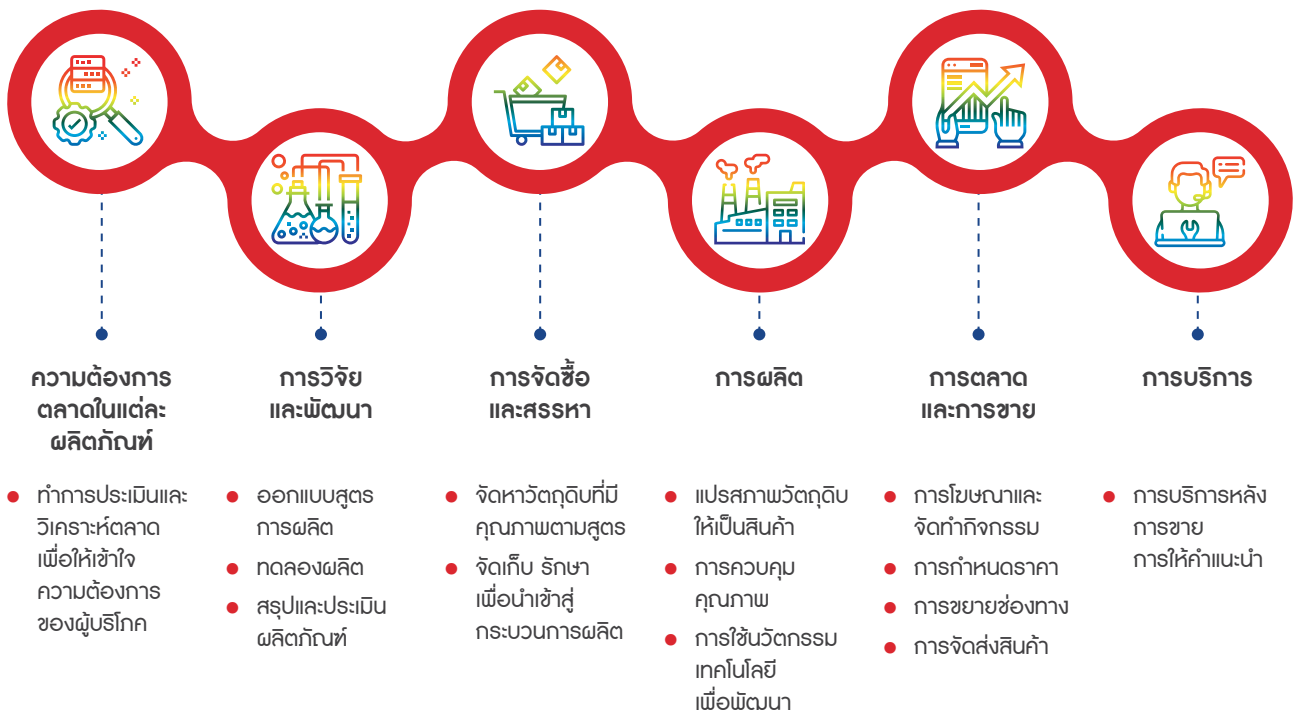 ความต้องการ
ตลาดในแต่ละ
ผลิตภัณฑ์
ทำการประเมินและ
วิเคราะห์ตลาด
เพื่อให้เข้าใจ
ความต้องการ
ของผู้บริโภค
การวิจัย
และพัฒนา
ออกแบบสูตร
การผลิต
ทดลองผลิต
สรุปและประเมิน
ผลิตภัณฑ์
การจัดซื้อ
และสรรหา
จัดหาวัตถุดิบที่มี
คุณภาพตามสูตร
จัดเก็บ รักษา
เพื่อนำเข้าสู่
กระบวนการผลิต
การผลิต
แปรสภาพวัตถุดิบ
ให้เป็นสินค้า
การควบคุม
คุณภาพ
การใช้นวัตกรรม
เทคโนโลยี
เพื่อพัฒนา
การตลาด
และการขาย
การโฆษณาและ
จัดทำกิจกรรม
การกำหนดราคา
การขยายช่องทาง
การจัดส่งสินค้า
การบริการ
การบริการหลัง
การขาย
การให้คำแนะนำ